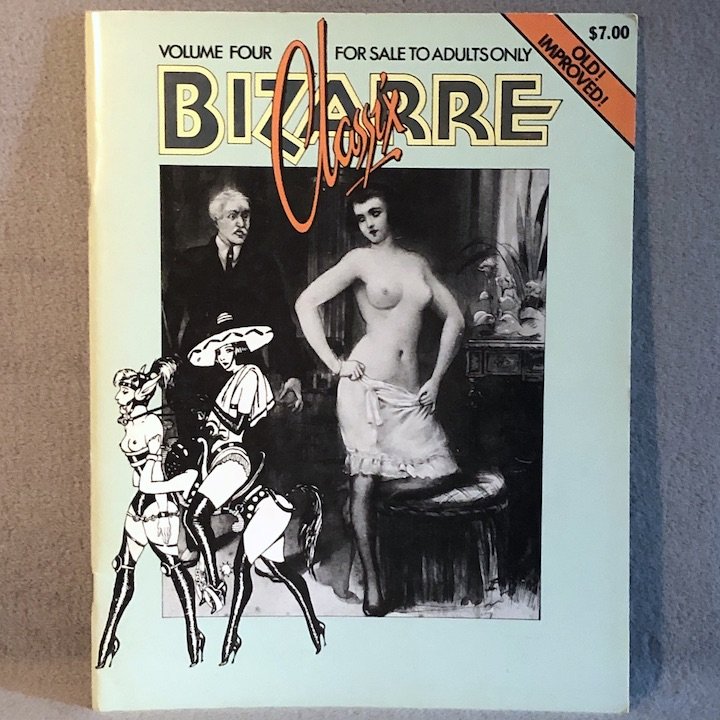 VOLUME FOUR FOR SALE TO ADULTS ONLY
$7.00
OLD!
IMPROVED!
BIZARRE
Classix